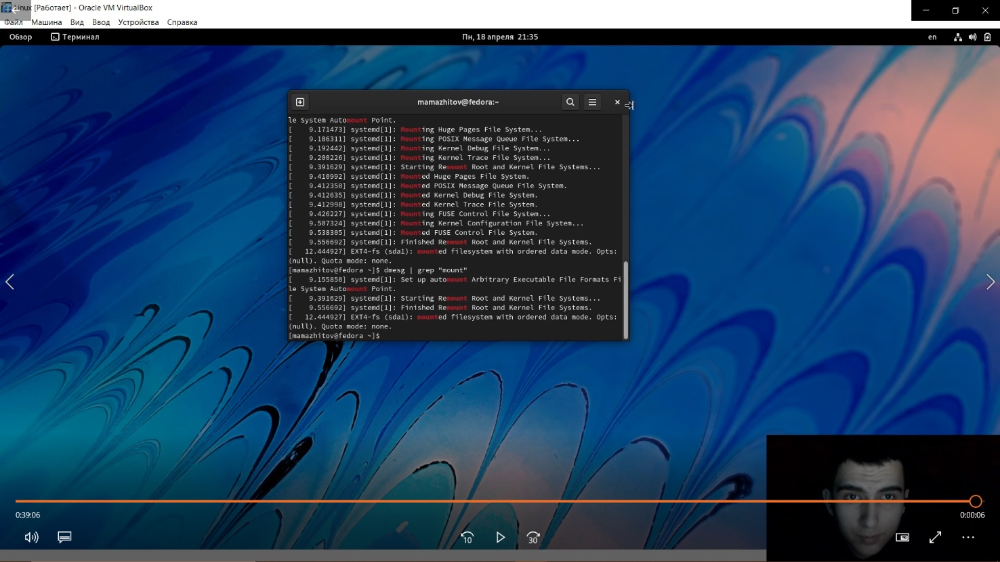 Linux [Работает] - Oracle VM VirtualBox
Файл Машина Вид Ввод Устройства Справка
Обзор Терминал Пн, 18 апреля 21:35 en
mamazhitov@fedora:~
le System Automount Point.
[    9.171473] systemd[1]: Mounting Huge Pages File System...
[    9.186311] systemd[1]: Mounting POSIX Message Queue File System...
[    9.192442] systemd[1]: Mounting Kernel Debug File System...
[    9.200226] systemd[1]: Mounting Kernel Trace File System...
[    9.391629] systemd[1]: Starting Remount Root and Kernel File Systems...
[    9.410992] systemd[1]: Mounted Huge Pages File System.
[    9.412350] systemd[1]: Mounted POSIX Message Queue File System.
[    9.412635] systemd[1]: Mounted Kernel Debug File System.
[    9.412998] systemd[1]: Mounted Kernel Trace File System.
[    9.426227] systemd[1]: Mounting FUSE Control File System...
[    9.507324] systemd[1]: Mounting Kernel Configuration File System...
[    9.538305] systemd[1]: Mounted FUSE Control File System.
[    9.556692] systemd[1]: Finished Remount Root and Kernel File Systems.
[   12.444927] EXT4-fs (sda1): mounted filesystem with ordered data mode. Opts:
(null). Quota mode: none.
[mamazhitov@fedora ~]$ dmesg | grep "mount"
[    9.155850] systemd[1]: Set up automount Arbitrary Executable File Formats Fi
le System Automount Point.
[    9.391629] systemd[1]: Starting Remount Root and Kernel File Systems...
[    9.556692] systemd[1]: Finished Remount Root and Kernel File Systems.
[   12.444927] EXT4-fs (sda1): mounted filesystem with ordered data mode. Opts:
(null). Quota mode: none.
[mamazhitov@fedora ~]$
0:39:06 0:00:06
10 30